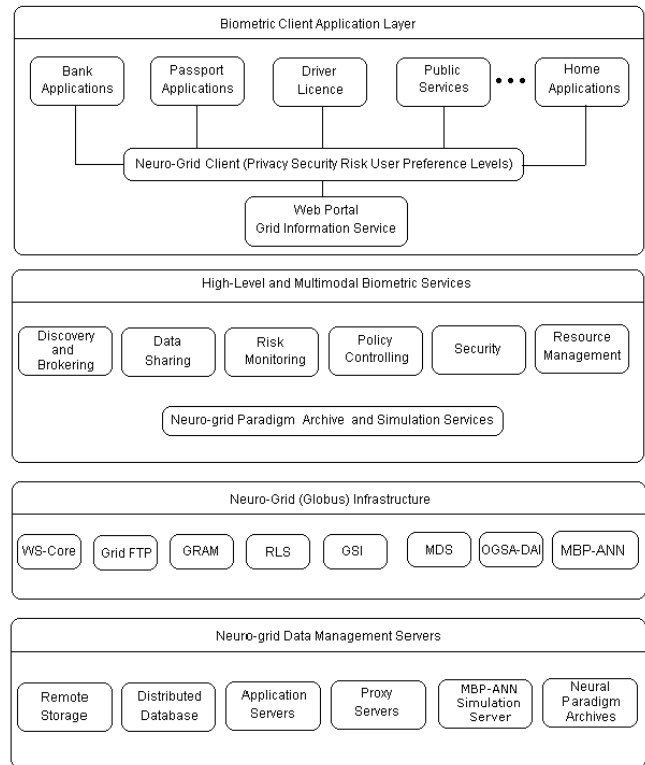 Biometric Client Application Layer
Bank
Applications
Passport
Applications
Driver
Licence
Public
Services
Home
Applications
Neuro-Grid Client (Privacy Security Risk User Preference Levels)
Web Portal
Grid Information Service
High-Level and Multimodal Biometric Services
Discovery
and
Brokering
Data
Sharing
Risk
Monitoring
Policy
Controlling
Security
Resource
Management
Neuro-grid Paradigm Archive and Simulation Services
Neuro-Grid (Globus) Infrastructure
WS-Core
Grid FTP
GRAM
RLS
GSI
MDS
OGSA-DAI
MBP-ANN
Neuro-grid Data Management Servers
Remote
Storage
Distributed
Database
Application
Servers
Proxy
Servers
MBP-ANN
Simulation
Server
Neural
Paradigm
Archives